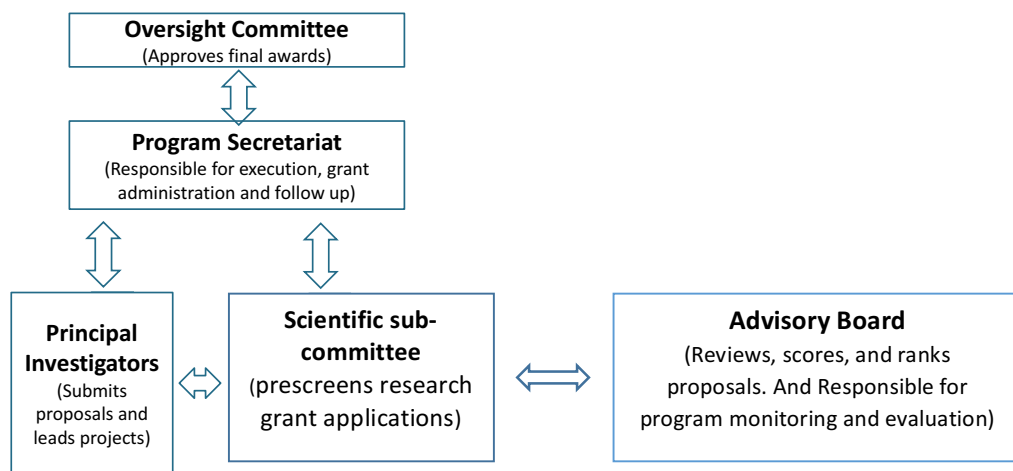 Oversight Committee
(Approves final awards)
Program Secretariat
(Responsible for execution, grant
administration and follow up)
Principal
Investigators
(Submits
proposals and
leads projects)
Scientific sub-
committee
(prescreens research
grant applications)
Advisory Board
(Reviews, scores, and ranks
proposals. And Responsible for
program monitoring and evaluation)